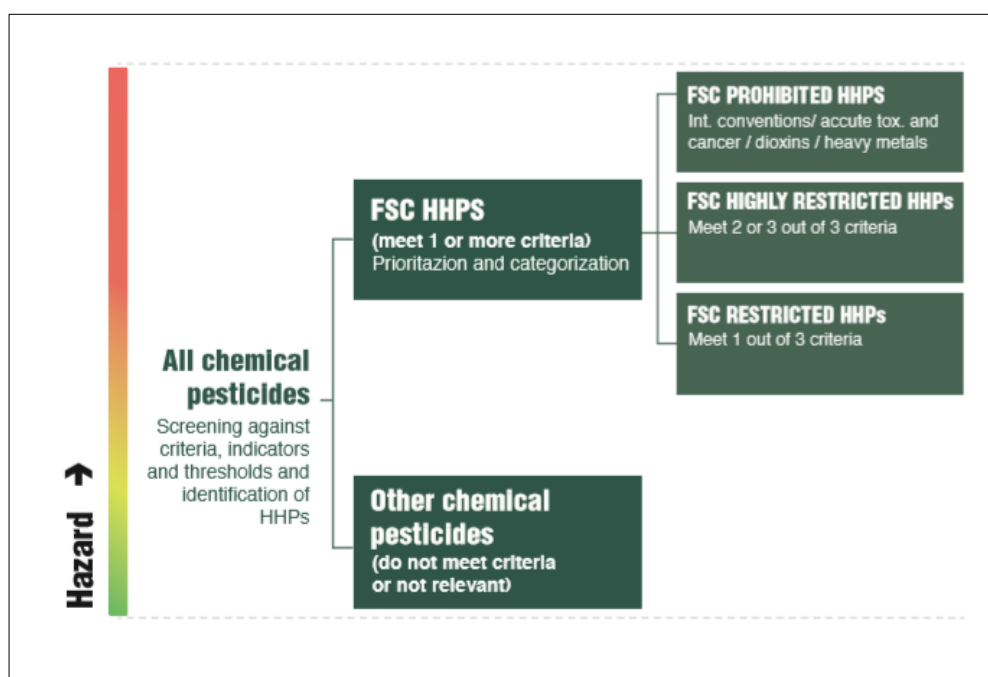 Hazard →
All chemical
pesticides
Screening against
criteria, indicators
and thresholds and
identification of
HHPs
FSC HHPS
(meet 1 or more criteria)
Prioritazion and categorization
Other chemical
pesticides
(do not meet criteria
or not relevant)
FSC PROHIBITED HHPS
Int. conventions/ accute tox. and
cancer / dioxins / heavy metals
FSC HIGHLY RESTRICTED HHPs
Meet 2 or 3 out of 3 criteria
FSC RESTRICTED HHPs
Meet 1 out of 3 criteria